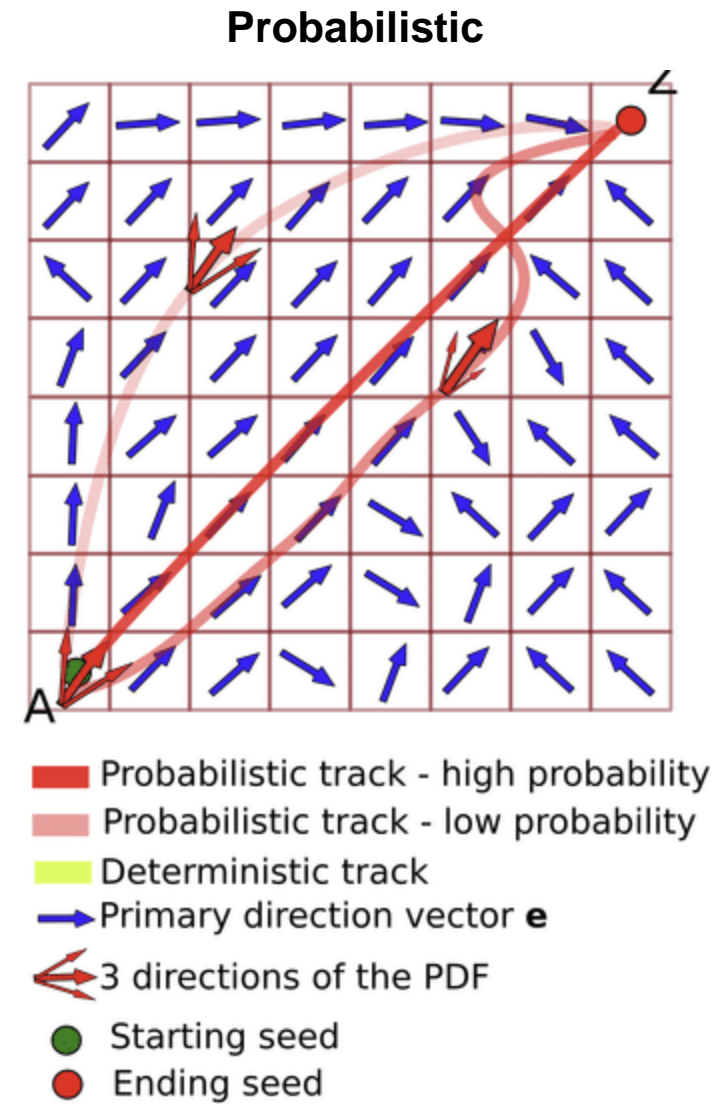 Probabilistic
Z
A
Probabilistic track - high probability
Probabilistic track - low probability
Deterministic track
Primary direction vector e
3 directions of the PDF
Starting seed
Ending seed